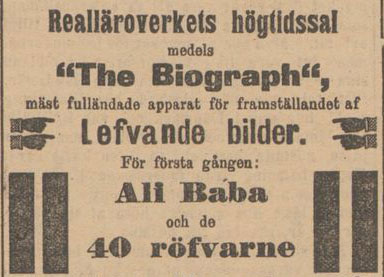 Realläroverkets högtidssal
medels
“The Biograph“,
mäst fulländade apparat för framställandet af
Lefvande bilder.
För första gången:
Ali Baba
och de
40 röfvarne